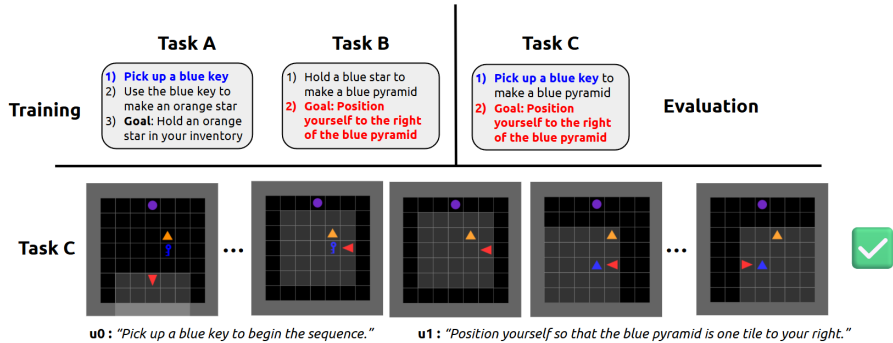 Task A
Task B
Task C
Training
1) Pick up a blue key
2) Use the blue key to
make an orange star
3) Goal: Hold an orange
star in your inventory
1) Hold a blue star to
make a blue pyramid
2) Goal: Position
yourself to the right
of the blue pyramid
1) Pick up a blue key to
make a blue pyramid
2) Goal: Position
yourself to the right
of the blue pyramid
Evaluation
Task C
...
...
u0 : “Pick up a blue key to begin the sequence.”
u1 : “Position yourself so that the blue pyramid is one tile to your right.”